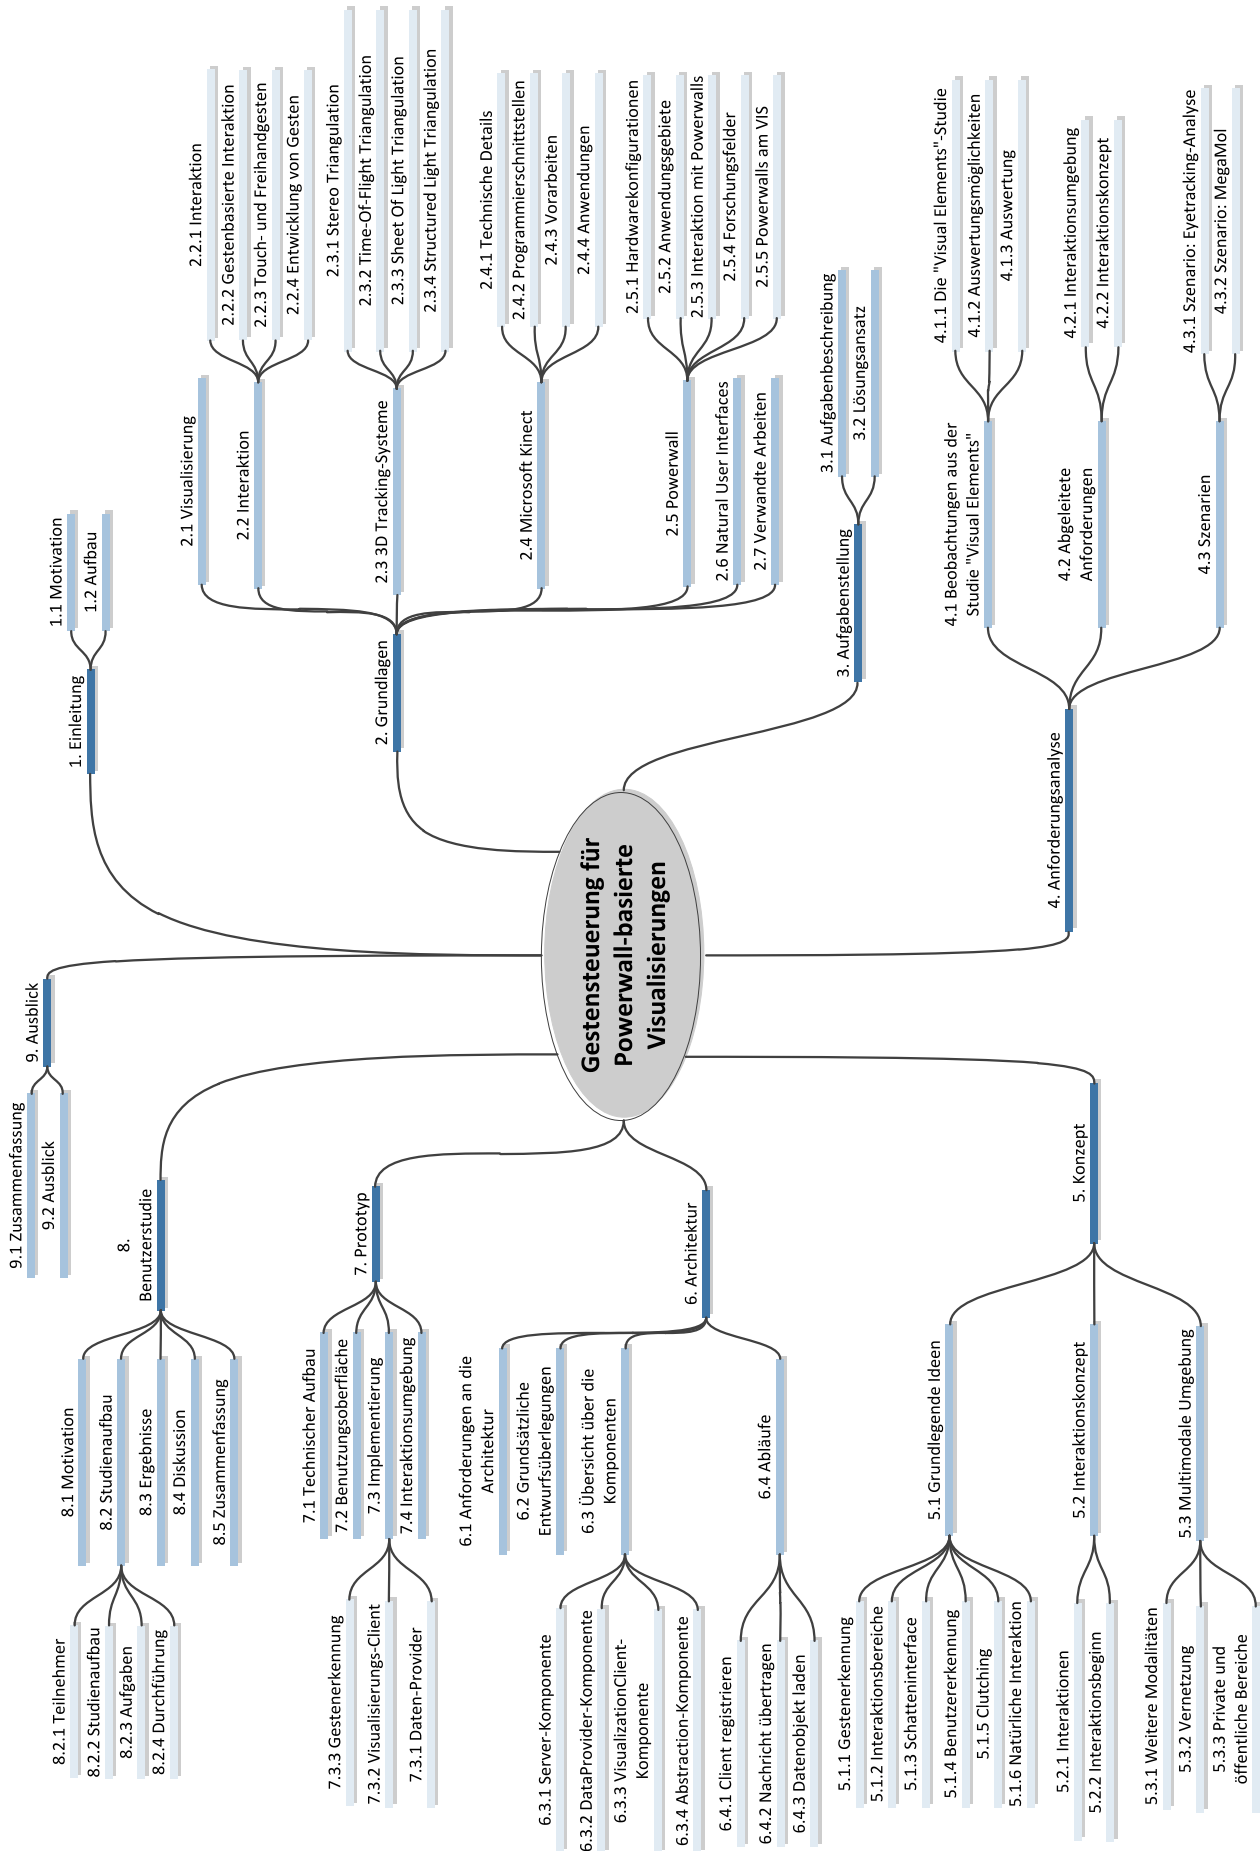 Gestensteuerung für
Powerwall-basierte
Visualisierungen
1. Einleitung
1.1 Motivation
1.2 Aufbau
2. Grundlagen
2.1 Visualisierung
2.2 Interaktion
2.2.1 Interaktion
2.2.2 Gestenbasierte Interaktion
2.2.3 Touch- und Freihandgesten
2.2.4 Entwicklung von Gesten
2.3 3D Tracking-Systeme
2.3.1 Stereo Triangulation
2.3.2 Time-Of-Flight Triangulation
2.3.3 Sheet Of Light Triangulation
2.3.4 Structured Light Triangulation
2.4 Microsoft Kinect
2.4.1 Technische Details
2.4.2 Programmierschnittstellen
2.4.3 Vorarbeiten
2.4.4 Anwendungen
2.5 Powerwall
2.5.1 Hardwarekonfigurationen
2.5.2 Anwendungsgebiete
2.5.3 Interaktion mit Powerwalls
2.5.4 Forschungsfelder
2.5.5 Powerwalls am VIS
2.6 Natural User Interfaces
2.7 Verwandte Arbeiten
3. Aufgabenstellung
3.1 Aufgabenbeschreibung
3.2 Lösungsansatz
4. Anforderungsanalyse
4.1 Beobachtungen aus der
Studie "Visual Elements"
4.1.1 Die "Visual Elements"-Studie
4.1.2 Auswertungsmöglichkeiten
4.1.3 Auswertung
4.2 Abgeleitete
Anforderungen
4.2.1 Interaktionsumgebung
4.2.2 Interaktionskonzept
4.3 Szenarien
4.3.1 Szenario: Eyetracking-Analyse
4.3.2 Szenario: MegaMol
5. Konzept
5.1 Grundlegende Ideen
5.1.1 Gestenerkennung
5.1.2 Interaktionsbereiche
5.1.3 Schatteninterface
5.1.4 Benutzererkennung
5.1.5 Clutching
5.1.6 Natürliche Interaktion
5.2 Interaktionskonzept
5.2.1 Interaktionen
5.2.2 Interaktionsbeginn
5.3 Multimodale Umgebung
5.3.1 Weitere Modalitäten
5.3.2 Vernetzung
5.3.3 Private und
öffentliche Bereiche
6. Architektur
6.1 Anforderungen an die
Architektur
6.2 Grundsätzliche
Entwurfsüberlegungen
6.3 Übersicht über die
Komponenten
6.3.1 Server-Komponente
6.3.2 DataProvider-Komponente
6.3.3 VisualizationClient-
Komponente
6.3.4 Abstraction-Komponente
6.4 Abläufe
6.4.1 Client registrieren
6.4.2 Nachricht übertragen
6.4.3 Datenobjekt laden
7. Prototyp
7.1 Technischer Aufbau
7.2 Benutzungsoberfläche
7.3 Implementierung
7.4 Interaktionsumgebung
7.3.3 Gestenerkennung
7.3.2 Visualisierungs-Client
7.3.1 Daten-Provider
8.
Benutzerstudie
8.1 Motivation
8.2 Studienaufbau
8.3 Ergebnisse
8.4 Diskussion
8.5 Zusammenfassung
8.2.1 Teilnehmer
8.2.2 Studienaufbau
8.2.3 Aufgaben
8.2.4 Durchführung
9. Ausblick
9.1 Zusammenfassung
9.2 Ausblick